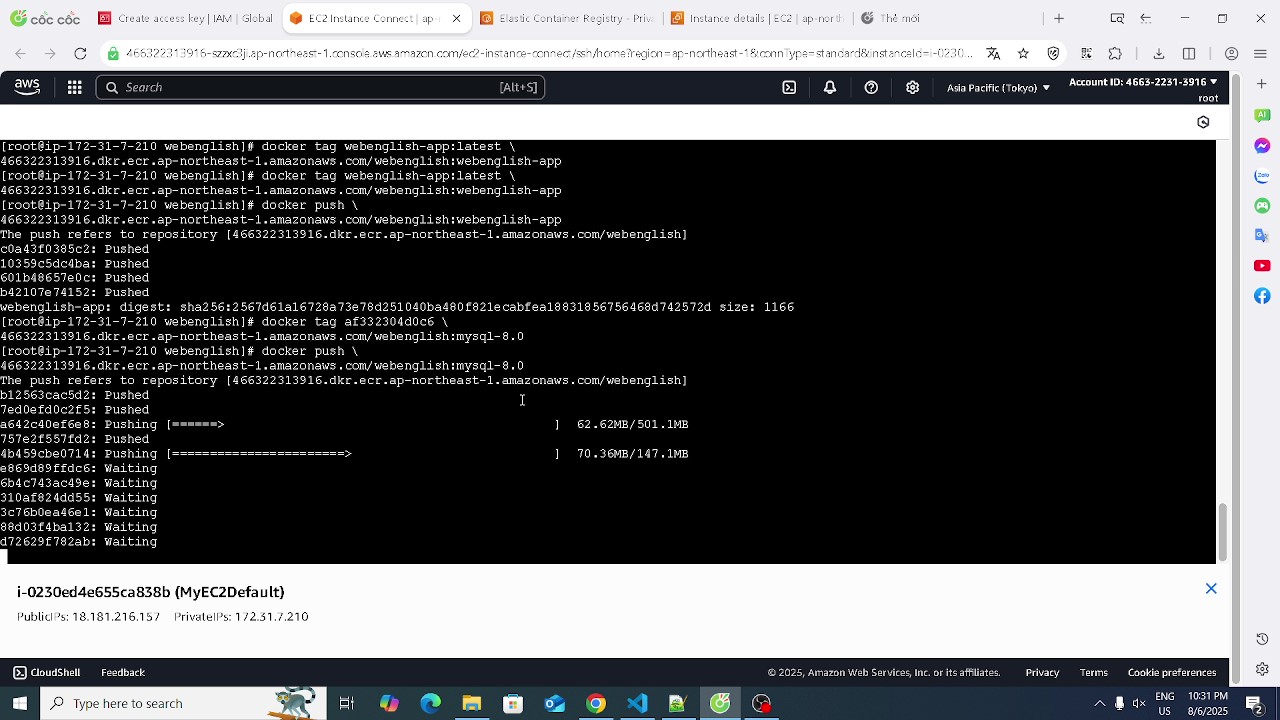 cốc cốc
Create access key | IAM | Global
EC2 Instance Connect | ap-
Elastic Container Registry - Priva
Instance details | EC2 | ap-north
Thẻ mới
466322313916-szzxc3ji.ap-northeast-1.console.aws.amazon.com/ec2-instance-connect/ssh/home?region=ap-northeast-1&connType=standard&instanceId=i-0230...
aws
Search
[Alt+S]
Asia Pacific (Tokyo)
Account ID: 4663-2231-3916
root
[root@ip-172-31-7-210 webenglish]# docker tag webenglish-app:latest \
466322313916.dkr.ecr.ap-northeast-1.amazonaws.com/webenglish:webenglish-app
[root@ip-172-31-7-210 webenglish]# docker tag webenglish-app:latest \
466322313916.dkr.ecr.ap-northeast-1.amazonaws.com/webenglish:webenglish-app
[root@ip-172-31-7-210 webenglish]# docker push \
466322313916.dkr.ecr.ap-northeast-1.amazonaws.com/webenglish:webenglish-app
The push refers to repository [466322313916.dkr.ecr.ap-northeast-1.amazonaws.com/webenglish]
c0a43f0385c2: Pushed
10359c5dc4ba: Pushed
601b48657e0c: Pushed
b42107e74152: Pushed
webenglish-app: digest: sha256:2567d61a16728a73e78d251040ba480f821ecabfea18831856756468d742572d size: 1166
[root@ip-172-31-7-210 webenglish]# docker tag af332304d0c6 \
466322313916.dkr.ecr.ap-northeast-1.amazonaws.com/webenglish:mysql-8.0
[root@ip-172-31-7-210 webenglish]# docker push \
466322313916.dkr.ecr.ap-northeast-1.amazonaws.com/webenglish:mysql-8.0
The push refers to repository [466322313916.dkr.ecr.ap-northeast-1.amazonaws.com/webenglish]
b12563cac5d2: Pushed
7ed0efd0c2f5: Pushed
a642c40ef6e8: Pushing [======>                                            ]  62.62MB/501.1MB
757e2f557fd2: Pushed
4b459cbe0714: Pushing [=======================>                           ]  70.36MB/147.1MB
e869d89ffdc6: Waiting
6b4c743ac49e: Waiting
310af824dd55: Waiting
3c76b0ea46e1: Waiting
88d03f4ba132: Waiting
d72629f782ab: Waiting
i-0230ed4e655ca838b (MyEC2Default)
PublicIPs: 18.181.216.157    PrivateIPs: 172.31.7.210
CloudShell
Feedback
© 2025, Amazon Web Services, Inc. or its affiliates.
Privacy
Terms
Cookie preferences
Type here to search
ENG
US
10:31 PM
8/6/2025
2
AI
Zalo